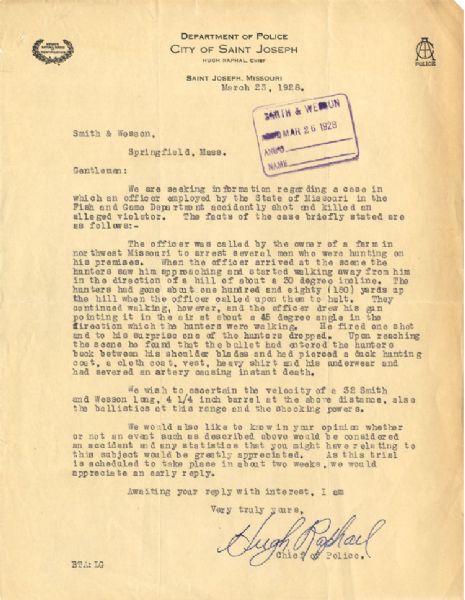 DEPARTMENT OF POLICE
CITY OF SAINT JOSEPH
HUGH RAPHAL, CHIEF
SAINT JOSEPH, MISSOURI
POLICE
March 23, 1928.
SMITH & WESSON
MAR 26 1928
ANS'D
NAME
Smith & Wesson,
Springfield, Mass.
Gentlemen:
We are seeking information regarding a case in
which an officer employed by the State of Missouri in the
Fish and Game Department accidently shot and killed an
alleged violator. The facts of the case briefly stated are
as follows:-
The officer was called by the owner of a farm in
northwest Missouri to arrest several men who were hunting on
his premises. When the officer arrived at the scene the
hunters saw him approaching and started walking away from him
in the direction of a hill of about a 30 degree incline. The
hunters had gone about one hundred and eighty (180) yards up
the hill when the officer called upon them to halt. They
continued walking, however, and the officer drew his gun
pointing it in the air at about a 45 degree angle in the
direction which the hunters were walking. He fired one shot
and to his surprise one of the hunters dropped. Upon reaching
the scene he found that the bullet had entered the hunters
back between his shoulder blades and had pierced a duck hunting
coat, a cloth coat, vest, heavy shirt and his underwear and
had severed an artery causing instant death.
We wish to ascertain the velocity of a 32 Smith
and Wesson long, 4 1/4 inch barrel at the above distance, also
the ballistics at this range and the shocking powers.
We would also like to know in your opinion whether
or not an event such as described above would be considered
an accident and any statistics that you might have relating to
this subject would be greatly appreciated. As this trial
is scheduled to take place in about two weeks, we would
appreciate an early reply.
Awaiting your reply with interest, I am
Very truly yours,
Hugh Raphael
Chief of Police.
BTA:LG